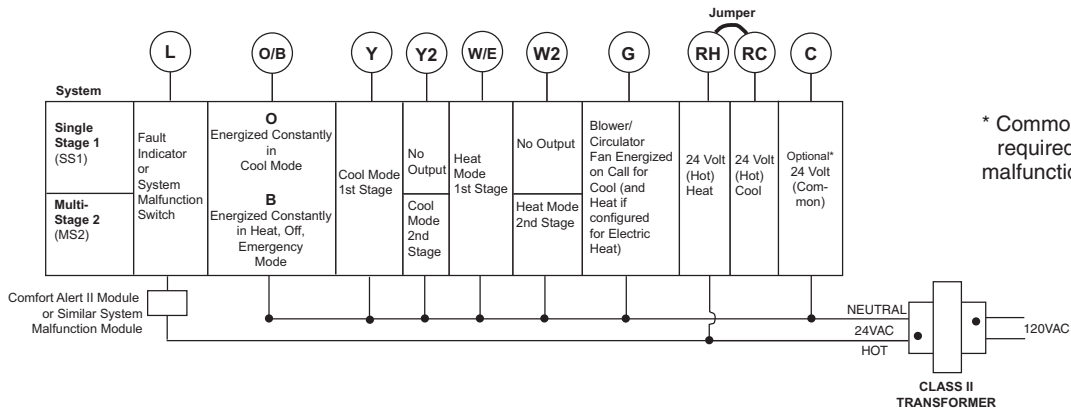 Jumper
L
O/B
Y
Y2
W/E
W2
G
RH
RC
C
System
Single
Stage 1
(SS1)
Multi-
Stage 2
(MS2)
Fault
Indicator
or
System
Malfunction
Switch
O
Energized Constantly
in
Cool Mode
B
Energized Constantly
in Heat, Off,
Emergency
Mode
Cool Mode
1st Stage
No
Output
Cool
Mode
2nd
Stage
Heat
Mode
1st Stage
No Output
Heat Mode
2nd Stage
Blower/
Circulator
Fan Energized
on Call for
Cool (and
Heat if
configured
for Electric
Heat)
24 Volt
(Hot)
Heat
24 Volt
(Hot)
Cool
Optional*
24 Volt
(Com-
mon)
* Commo
required
malfunctio
Comfort Alert II Module
or Similar System
Malfunction Module
NEUTRAL
24VAC
HOT
120VAC
CLASS II
TRANSFORMER